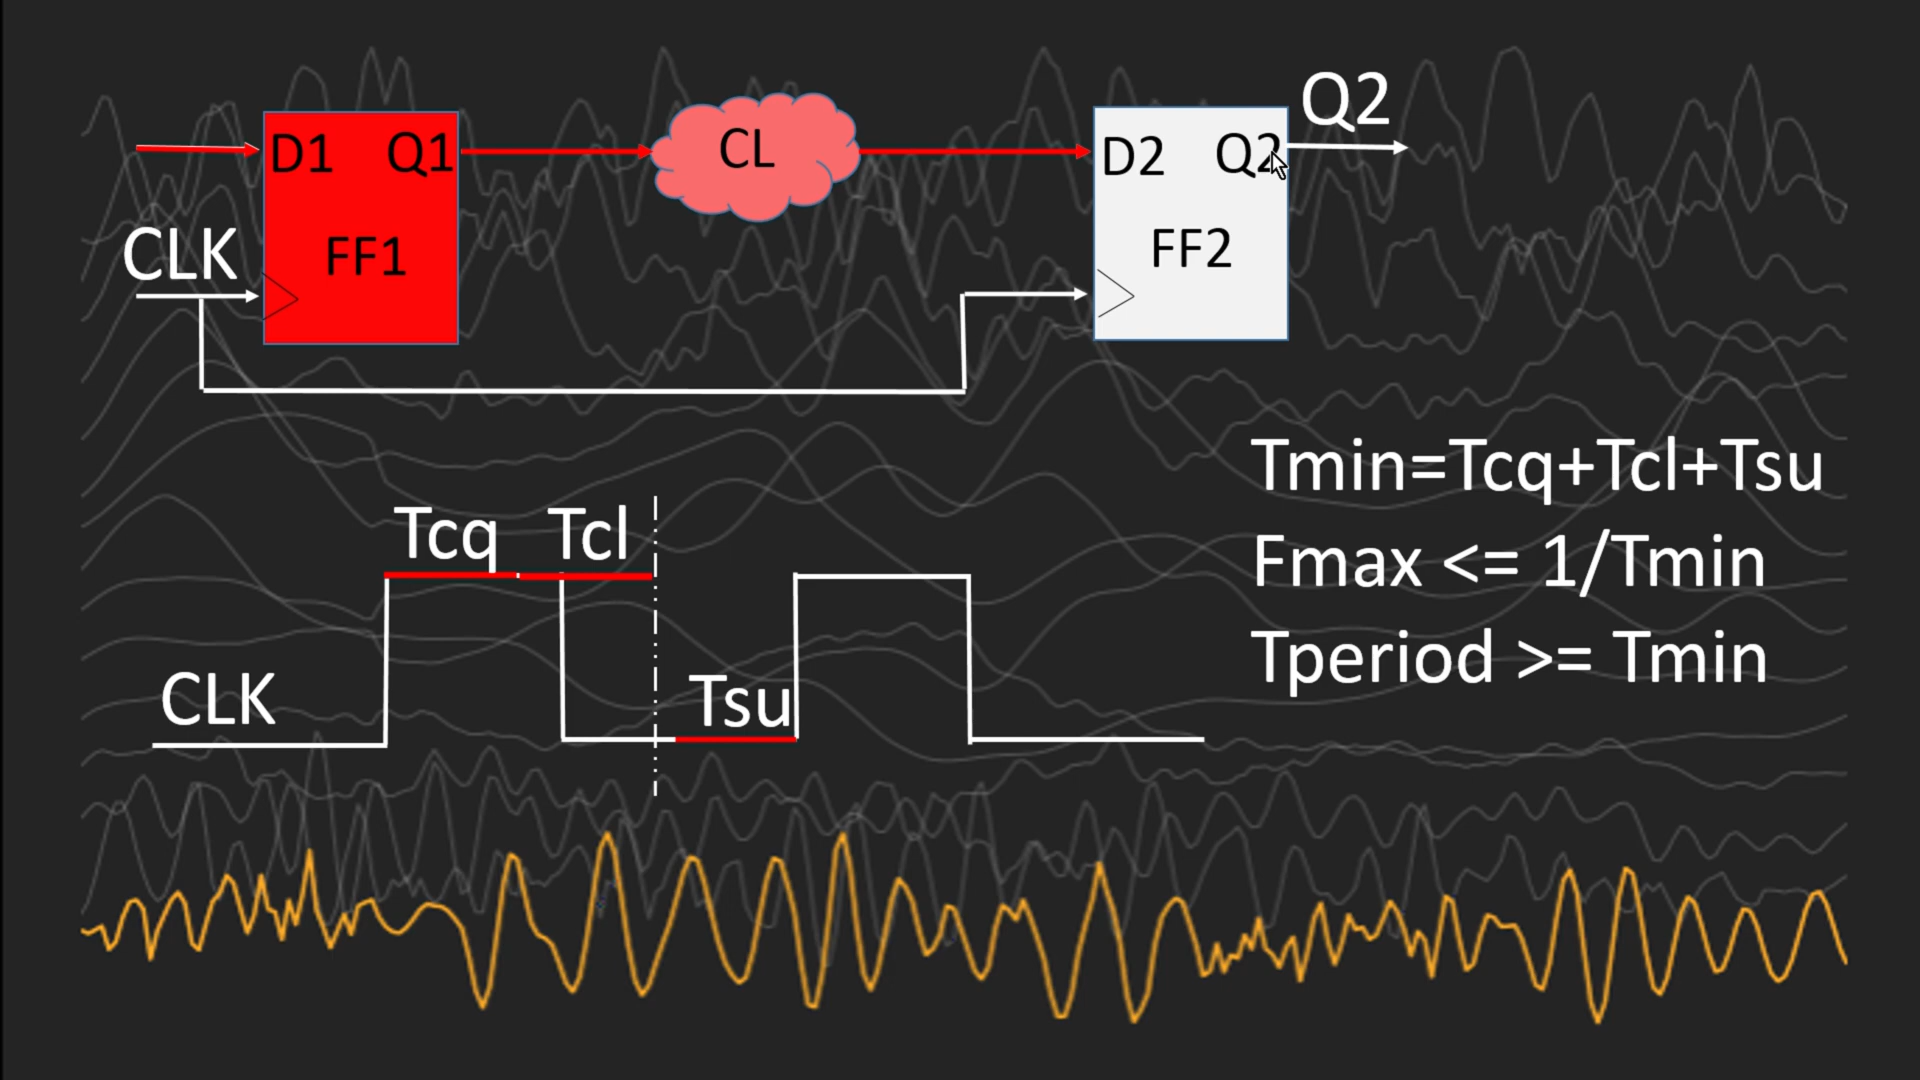 Q2
D1 Q1
CL
D2 Q2
CLK
FF1
FF2
Tmin=Tcq+Tcl+Tsu
Tcq Tcl
Fmax <= 1/Tmin
Tperiod >= Tmin
CLK
Tsu